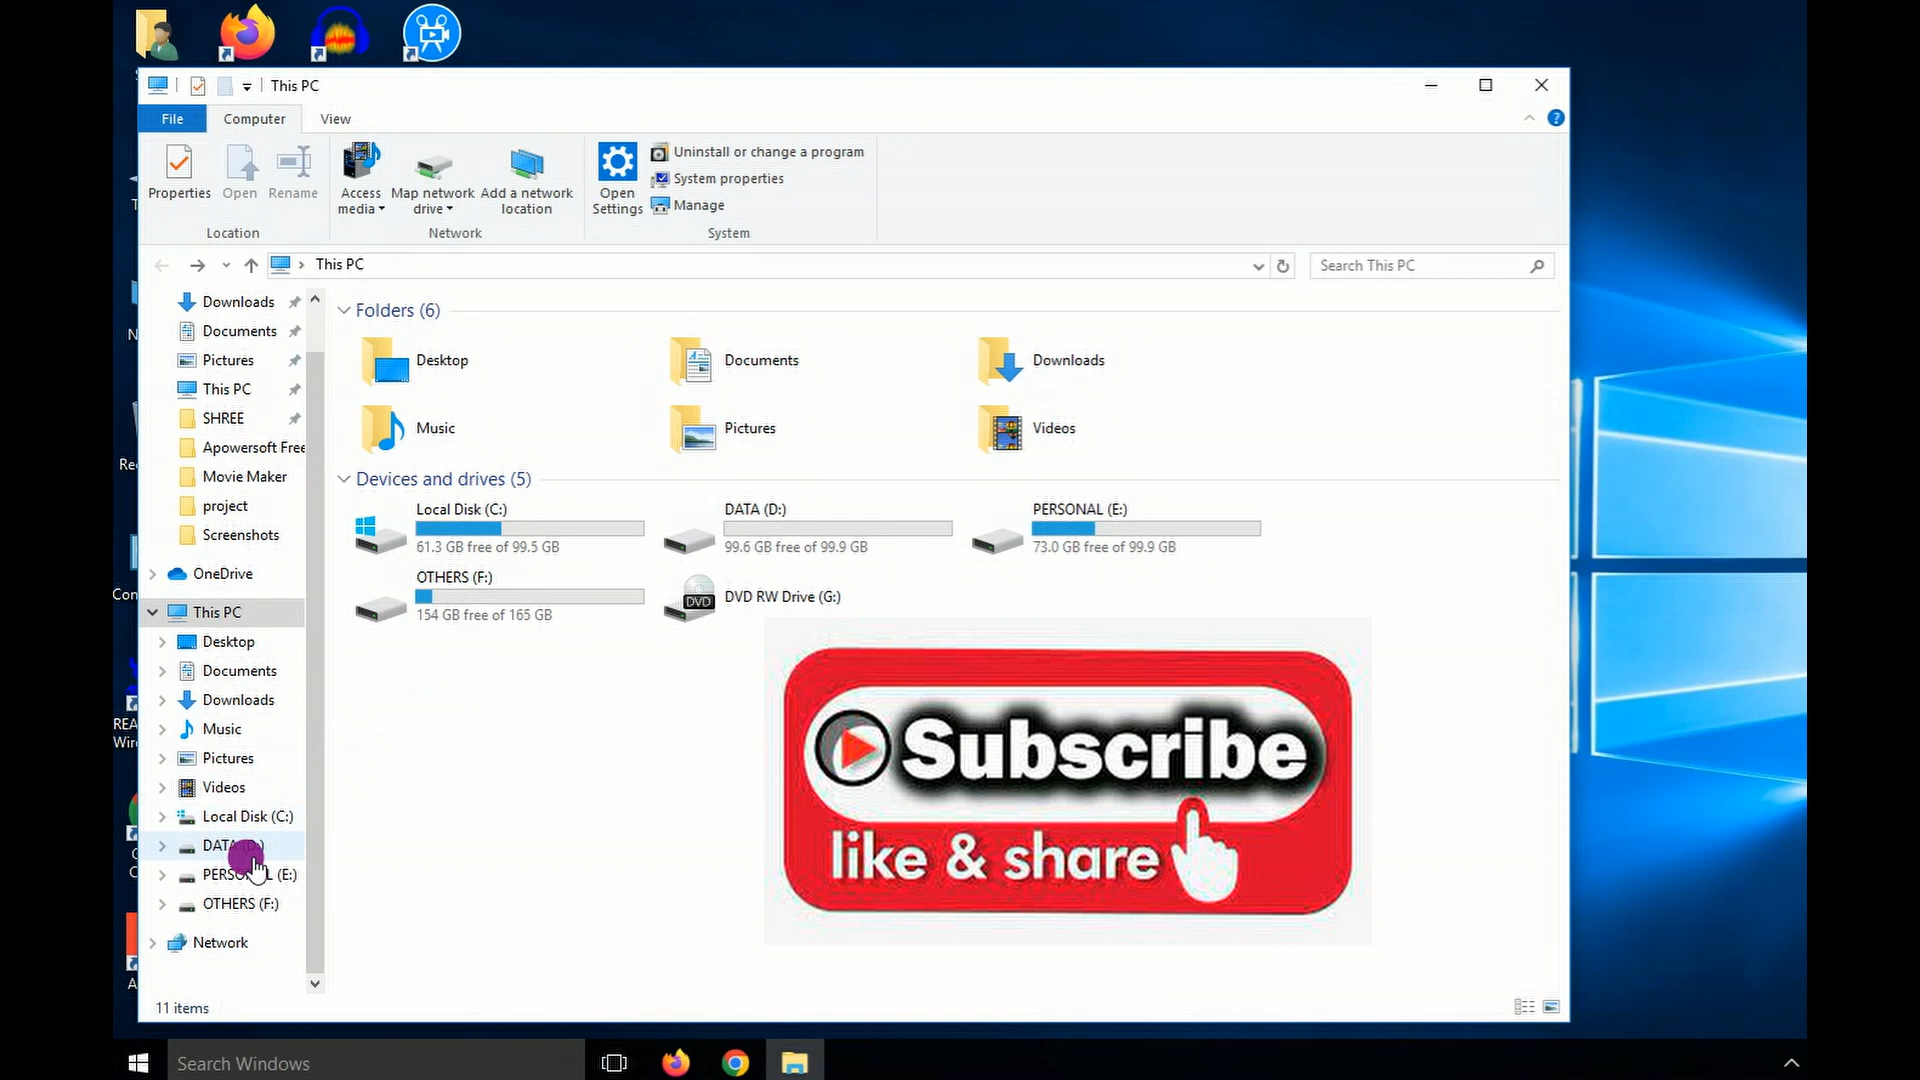 This PC
File
Computer
View
Properties
Open
Rename
Access media
Map network drive
Add a network location
Open Settings
Uninstall or change a program
System properties
Manage
Location
Network
System
This PC
Search This PC
Downloads
Documents
Pictures
This PC
SHREE
Apowersoft Free
Movie Maker
project
Screenshots
OneDrive
This PC
Desktop
Documents
Downloads
Music
Pictures
Videos
Local Disk (C:)
DATA (D:)
PERSONAL (E:)
OTHERS (F:)
Network
Folders (6)
Desktop
Documents
Downloads
Music
Pictures
Videos
Devices and drives (5)
Local Disk (C:)
61.3 GB free of 99.5 GB
DATA (D:)
99.6 GB free of 99.9 GB
PERSONAL (E:)
73.0 GB free of 99.9 GB
OTHERS (F:)
154 GB free of 165 GB
DVD RW Drive (G:)
DVD
Subscribe
like & share
11 items
Search Windows